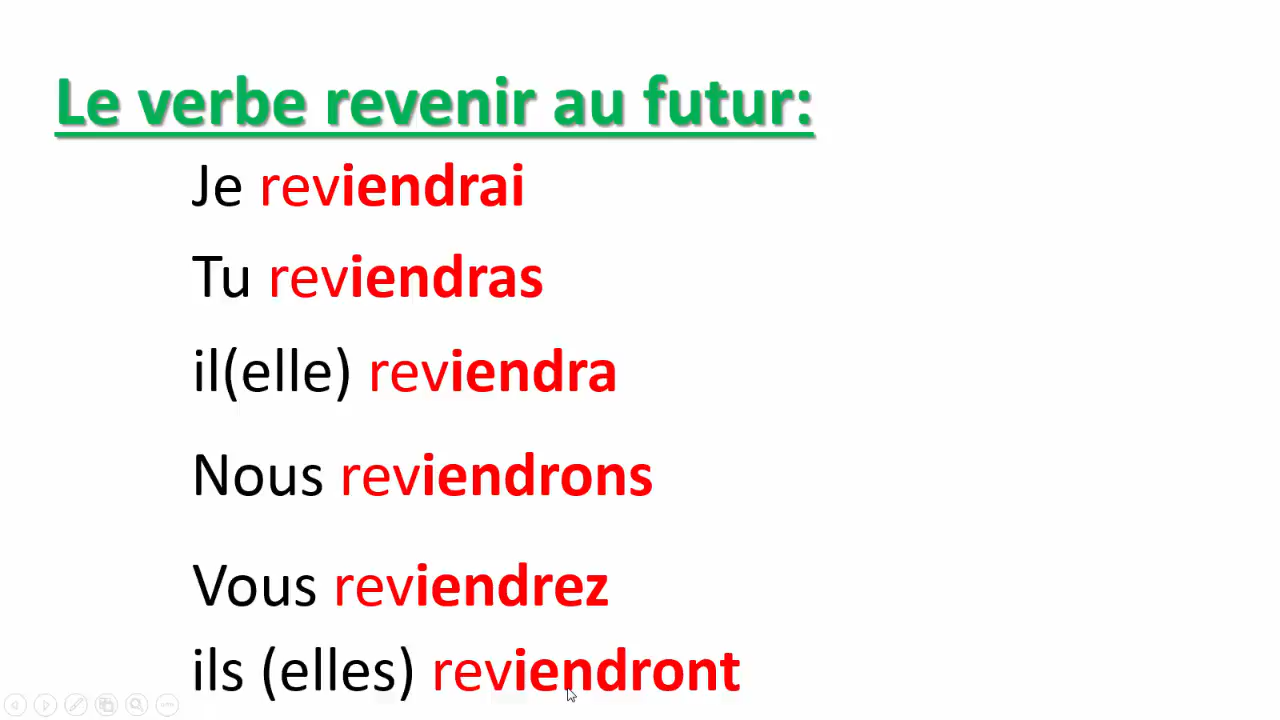 Le verbe revenir au futur:
Je reviendrai
Tu reviendras
il(elle) reviendra
Nous reviendrons
Vous reviendrez
ils (elles) reviendront